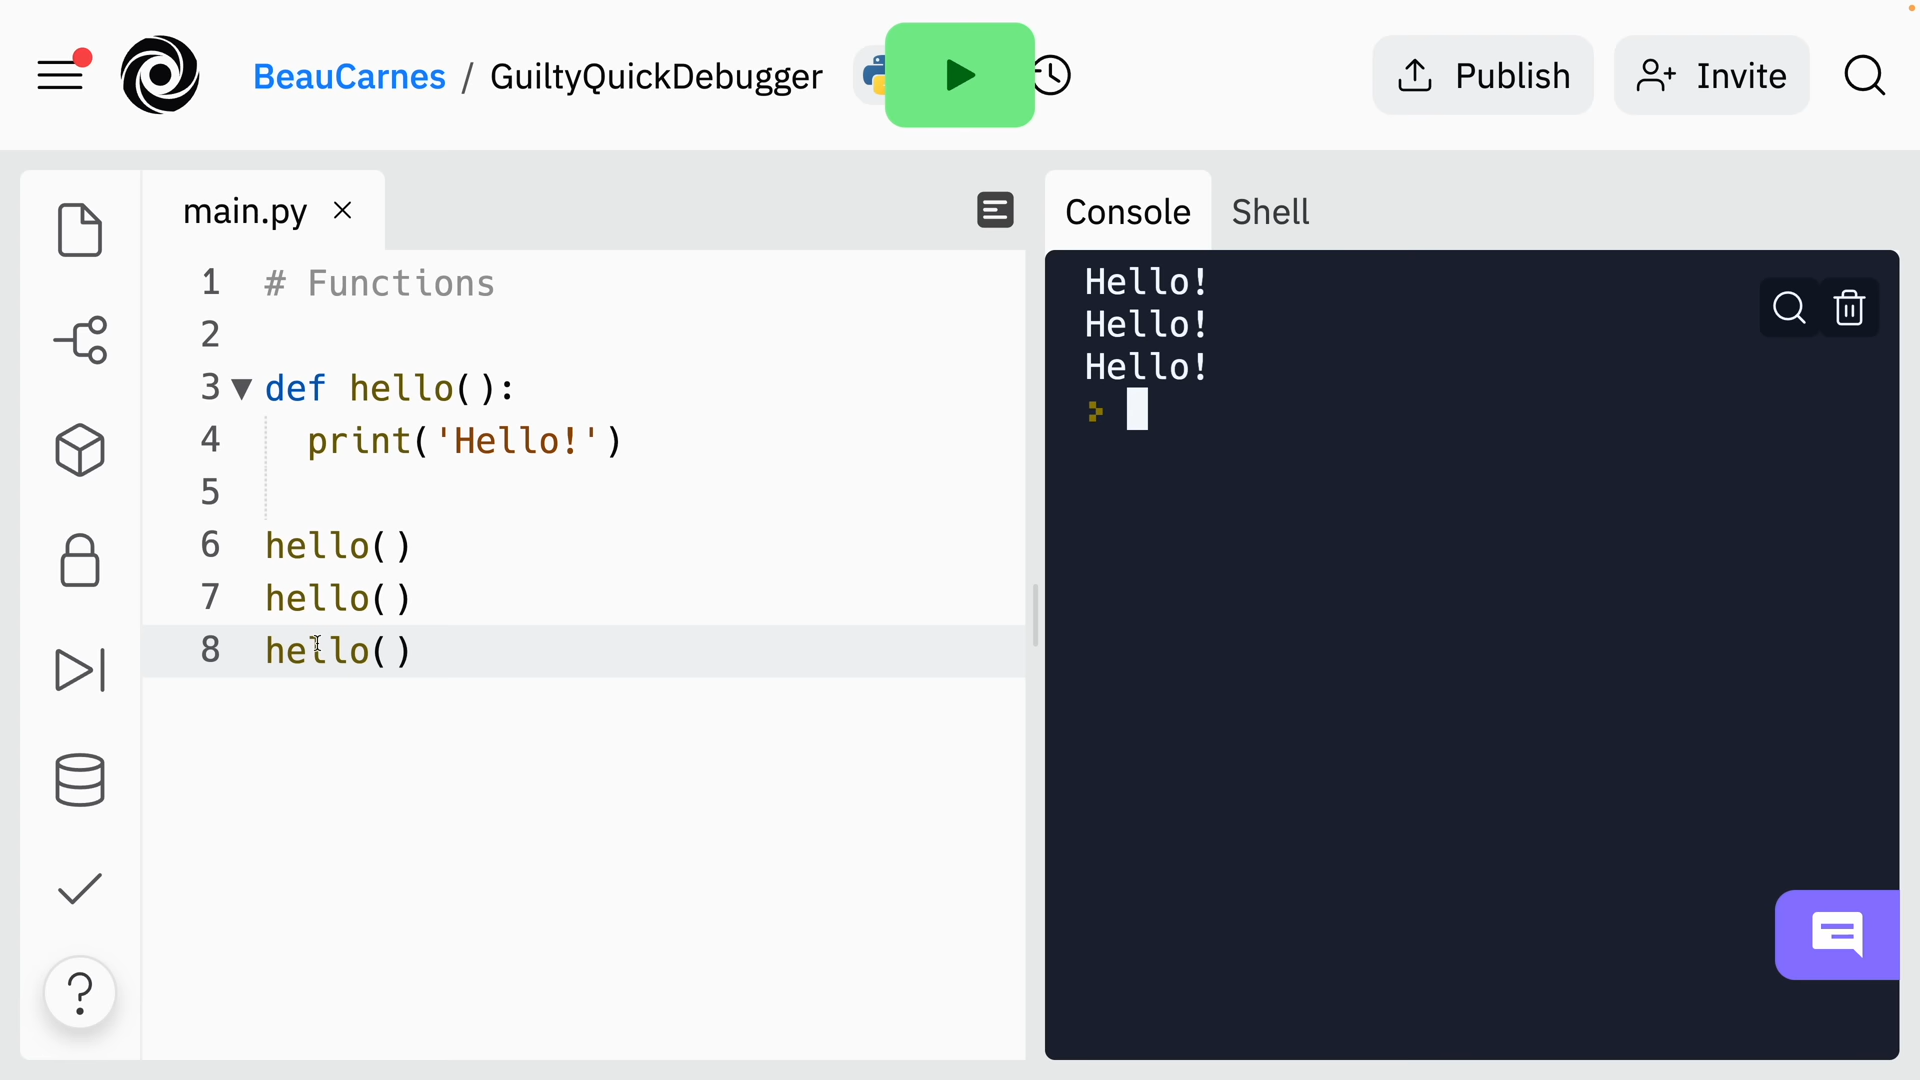 BeauCarnes / GuiltyQuickDebugger
Publish
Invite
main.py
1 # Functions
2
3 def hello():
4 print('Hello!')
5
6 hello()
7 hello()
8 hello()
Console
Shell
Hello!
Hello!
Hello!
?